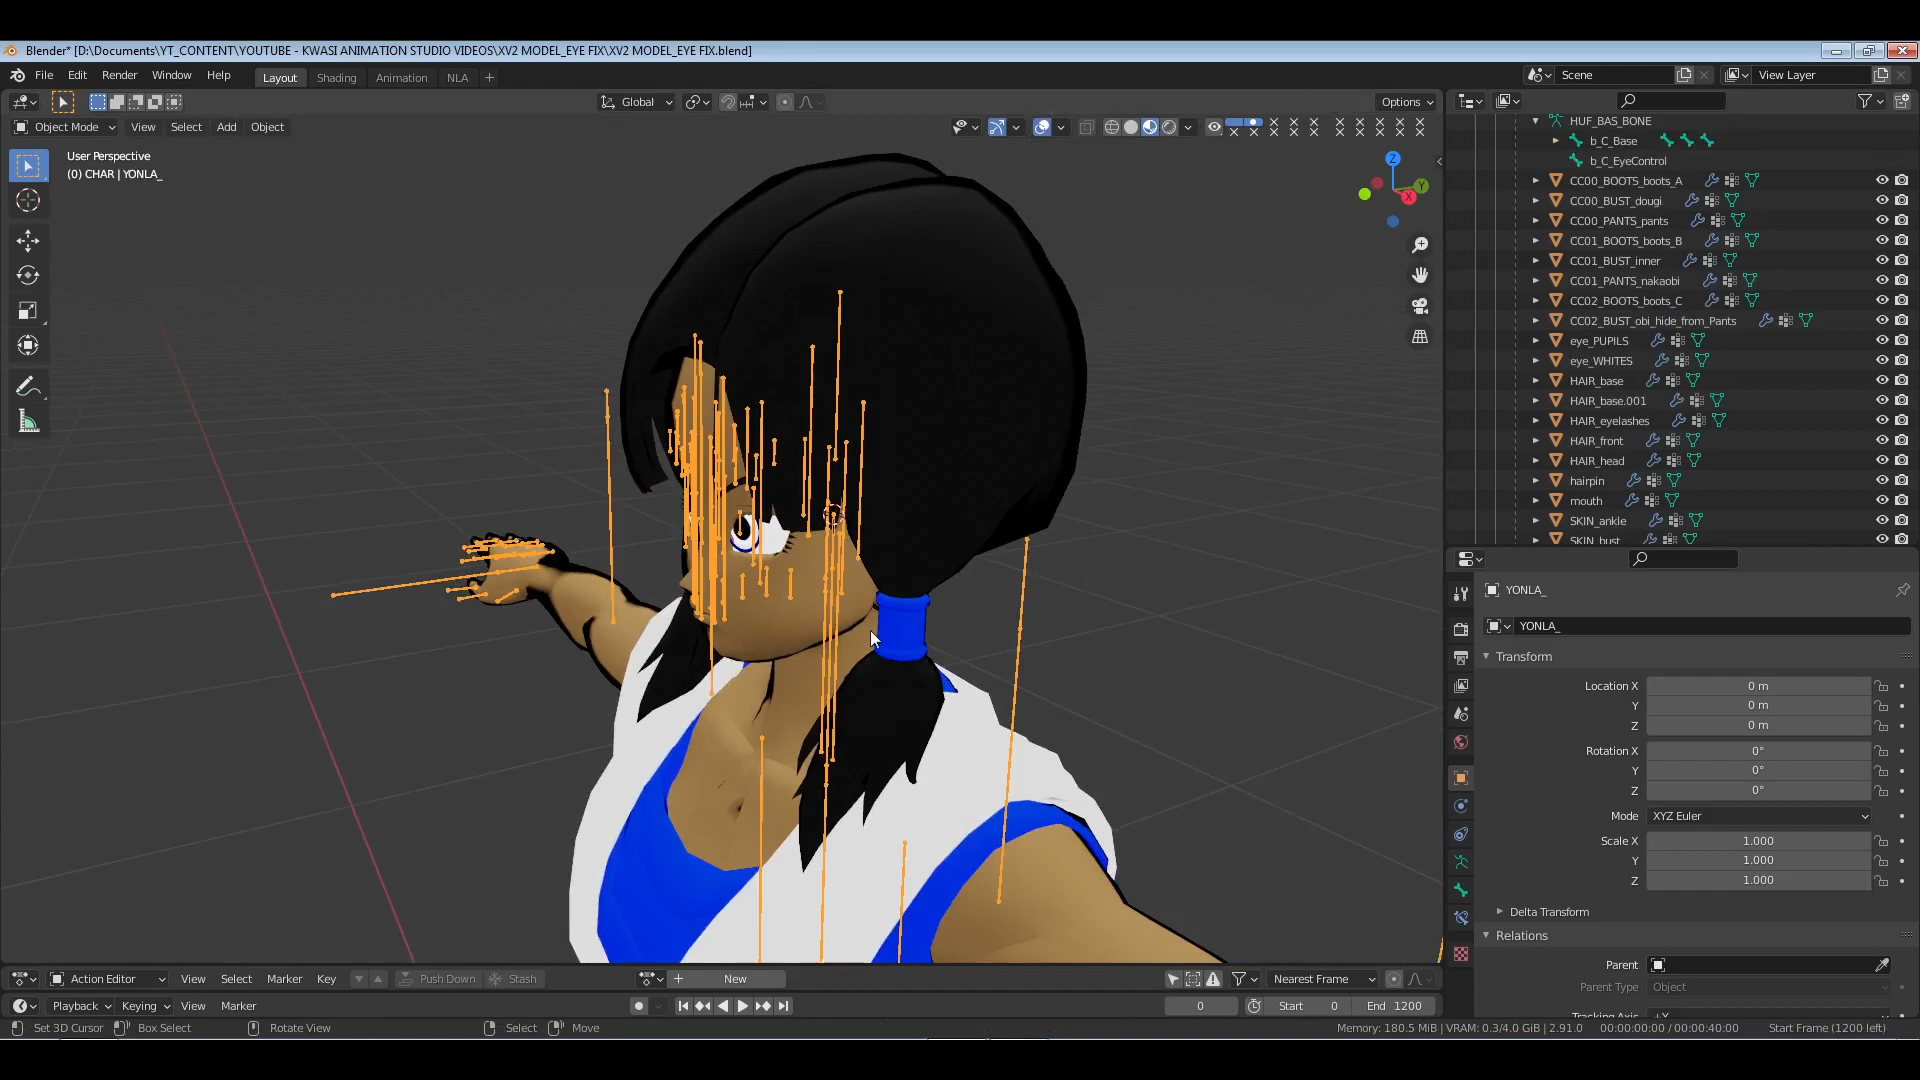 Blender* [D:\Documents\YT_CONTENT\YOUTUBE - KWASI ANIMATION STUDIO VIDEOS\XV2 MODEL_EYE FIX\XV2 MODEL_EYE FIX.blend]
File Edit Render Window Help Layout Shading Animation NLA + Scene View Layer
Global Options
Object Mode View Select Add Object
User Perspective
(0) CHAR | YONLA_
Z
Y
X
HUF_BAS_BONE
b_C_Base
b_C_EyeControl
CC00_BOOTS_boots_A
CC00_BUST_dougi
CC00_PANTS_pants
CC01_BOOTS_boots_B
CC01_BUST_inner
CC01_PANTS_nakaobi
CC02_BOOTS_boots_C
CC02_BUST_obi_hide_from_Pants
eye_PUPILS
eye_WHITES
HAIR_base
HAIR_base.001
HAIR_eyelashes
HAIR_front
HAIR_head
hairpin
mouth
SKIN_ankle
SKIN_bust
YONLA_
YONLA_
Transform
Location X 0 m
Y 0 m
Z 0 m
Rotation X 0°
Y 0°
Z 0°
Mode XYZ Euler
Scale X 1.000
Y 1.000
Z 1.000
Delta Transform
Relations
Parent
Parent Type Object
Tracking Axis +Y
Action Editor View Select Marker Key Push Down Stash + New Nearest Frame
Playback Keying View Marker 0 Start 0 End 1200
Set 3D Cursor Box Select Rotate View Select Move Memory: 180.5 MiB | VRAM: 0.3/4.0 GiB | 2.91.0 00:00:00:00 / 00:00:40:00 Start Frame (1200 left)